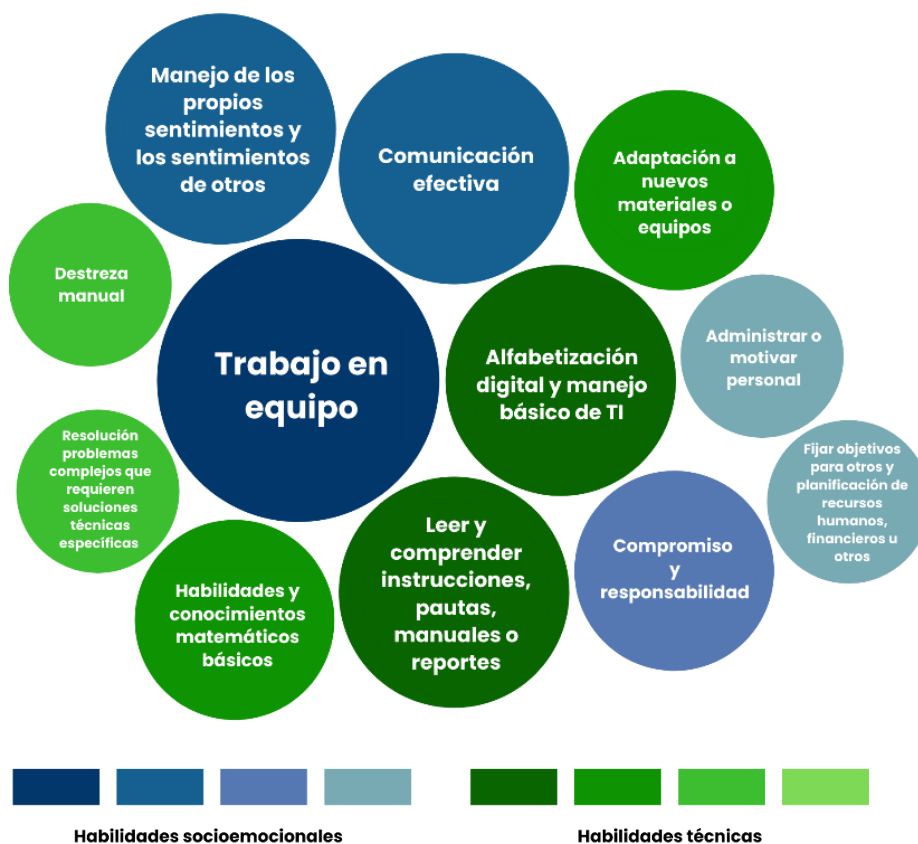 Manejo de los
propios
sentimientos y
los sentimientos
de otros
Comunicación
efectiva
Adaptación a
nuevos
materiales o
equipos
Destreza
manual
Trabajo en
equipo
Alfabetización
digital y manejo
básico de TI
Administrar o
motivar
personal
Resolución
problemas
complejos que
requieren
soluciones
técnicas
específicas
Fijar objetivos
para otros y
planificación de
recursos
humanos,
financieros u
otros
Habilidades y
conocimientos
matemáticos
básicos
Leer y
comprender
instrucciones,
pautas,
manuales o
reportes
Compromiso
y
responsabilidad
Habilidades socioemocionales
Habilidades técnicas